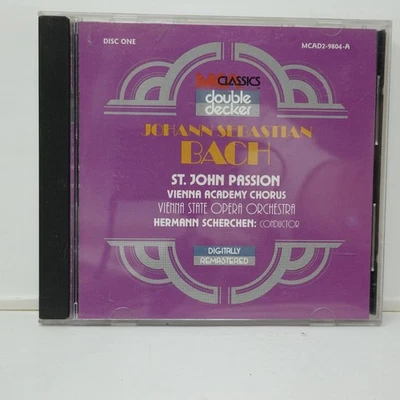 DISC ONE
MCAD2-9804-A
MCA CLASSICS
double
decker
JOHANN SEBASTIAN
BACH
ST. JOHN PASSION
VIENNA ACADEMY CHORUS
VIENNA STATE OPERA ORCHESTRA
HERMANN SCHERCHEN: CONDUCTOR
DIGITALLY
REMASTERED